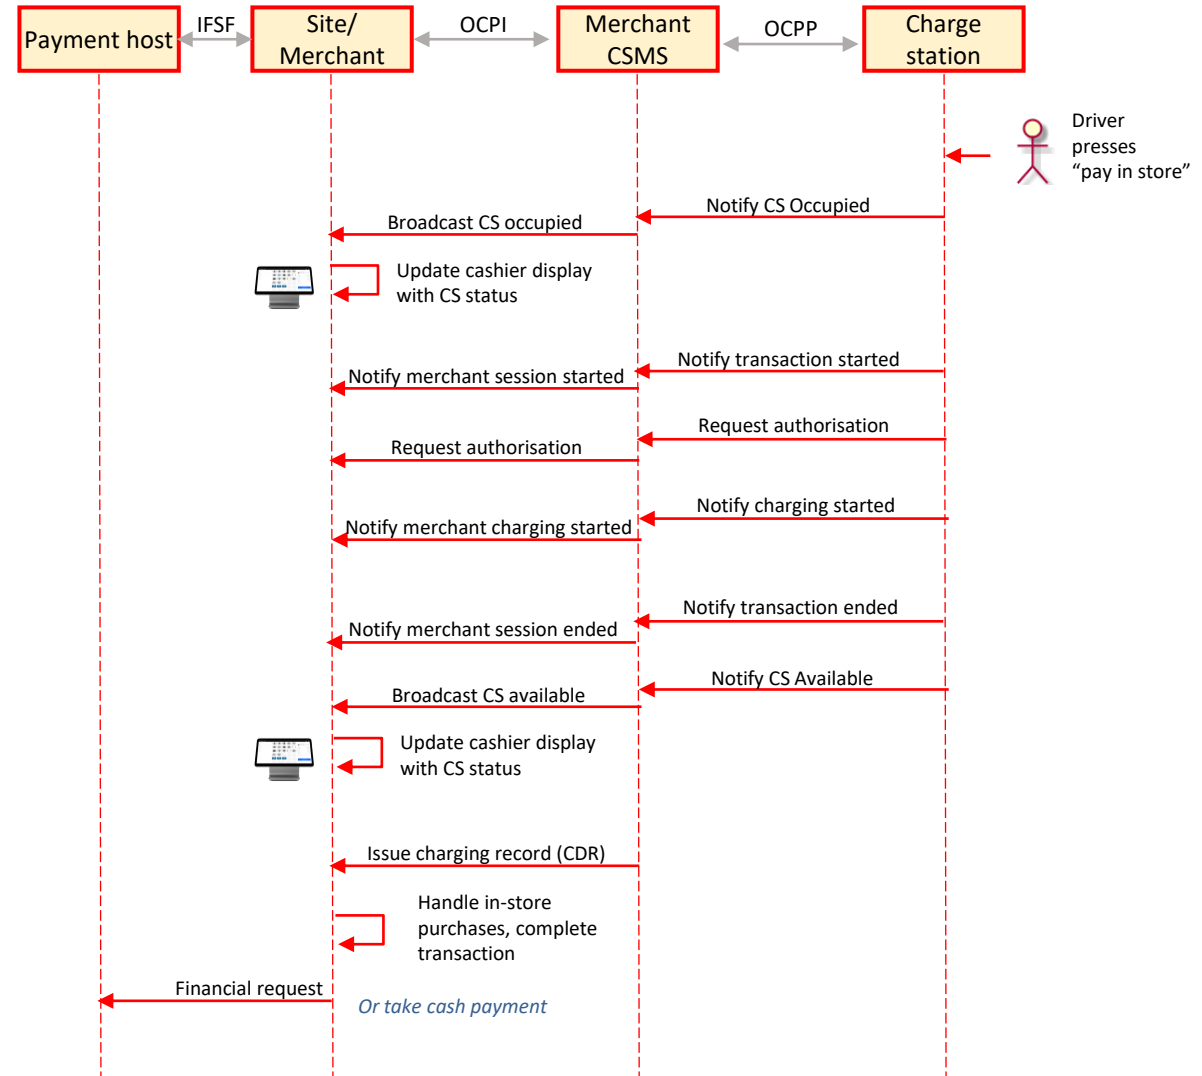 Payment host
IFSF
Site/
Merchant
OCPI
Merchant
CSMS
OCPP
Charge
station
Driver
presses
“pay in store”
Notify CS Occupied
Broadcast CS occupied
Update cashier display
with CS status
Notify transaction started
Notify merchant session started
Request authorisation
Request authorisation
Notify charging started
Notify merchant charging started
Notify transaction ended
Notify merchant session ended
Notify CS Available
Broadcast CS available
Update cashier display
with CS status
Issue charging record (CDR)
Handle in-store
purchases, complete
transaction
Financial request
Or take cash payment